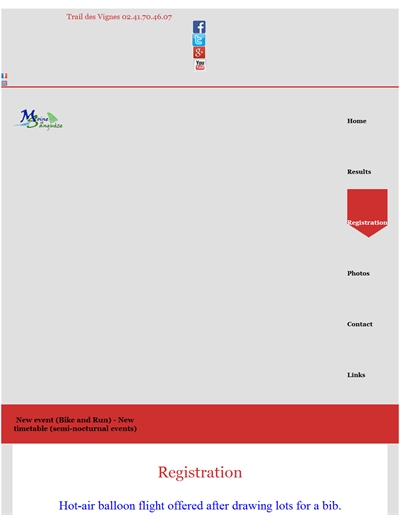 Trail des Vignes 02.41.70.46.07
You
Tube
Moine
Sanguèze
Home
Results
Registration
Photos
Contact
Links
New event (Bike and Run) - New
timetable (semi-nocturnal events)
Registration
Hot-air balloon flight offered after drawing lots for a bib.